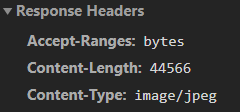 Response Headers
Accept-Ranges: bytes
Content-Length: 44566
Content-Type: image/jpeg